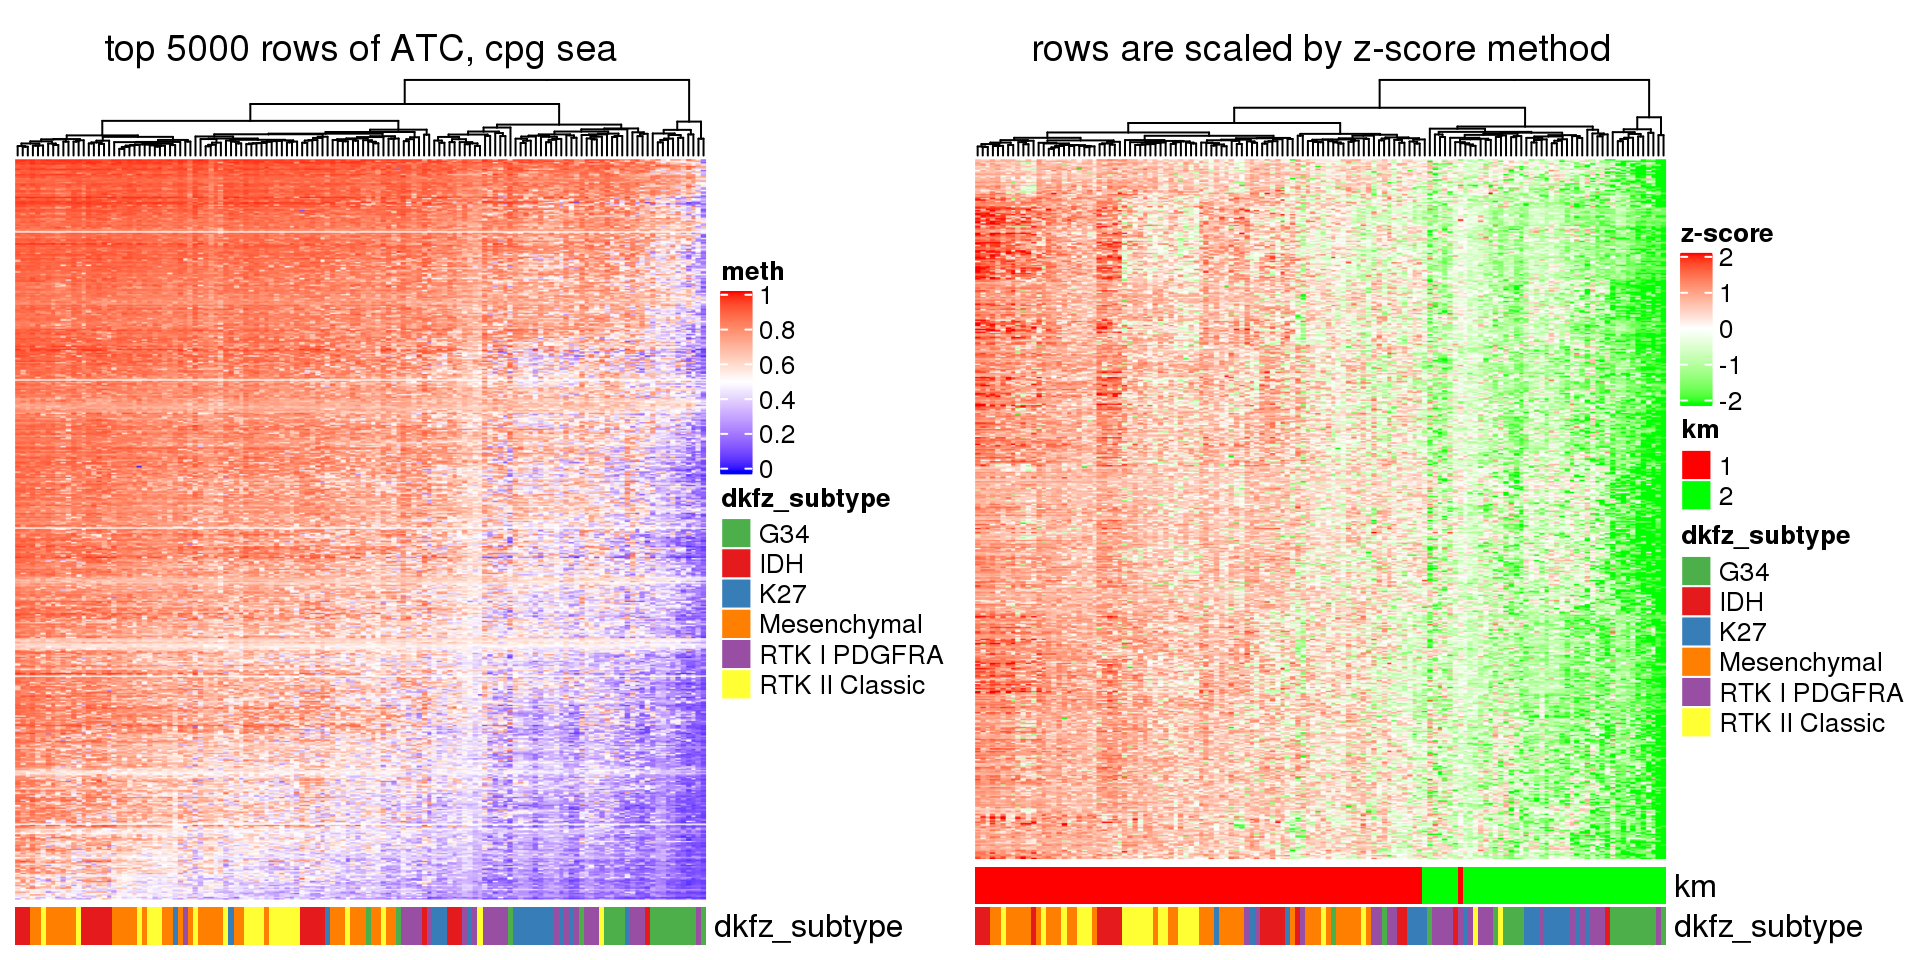 top 5000 rows of ATC, cpg sea
meth
1
0.8
0.6
0.4
0.2
0
dkfz_subtype
G34
IDH
K27
Mesenchymal
RTK I PDGFRA
RTK II Classic
dkfz_subtype
rows are scaled by z-score method
z-score
2
1
0
-1
-2
km
1
2
dkfz_subtype
G34
IDH
K27
Mesenchymal
RTK I PDGFRA
RTK II Classic
km
dkfz_subtype